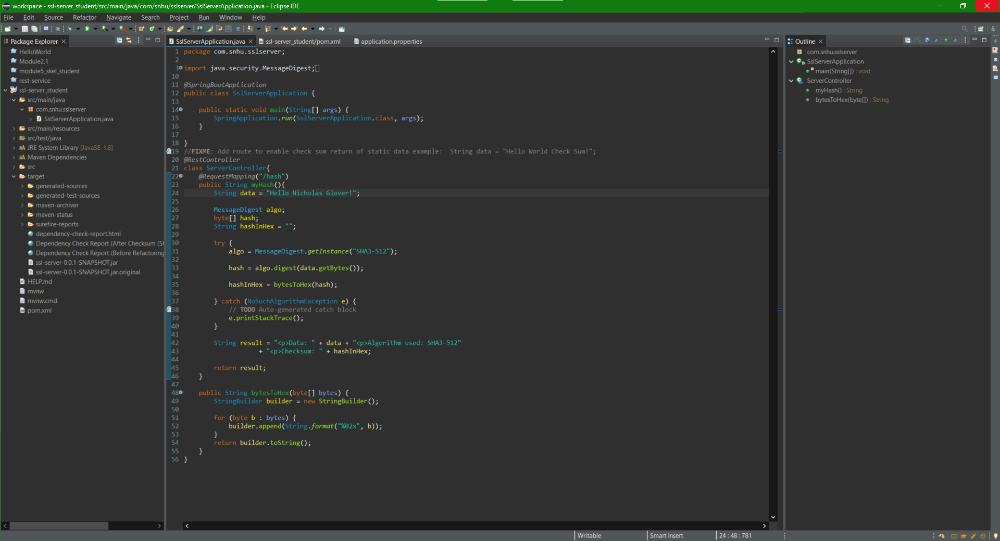 workspace - ssl-server_student/src/main/java/com/snhu/sslserver/SslServerApplication.java - Eclipse IDE
File Edit Source Refactor Navigate Search Project Run Window Help
Package Explorer
HelloWorld
Module2.1
module5_skel_student
rest-service
ssl-server_student
src/main/java
com.snhu.sslserver
SslServerApplication.java
src/main/resources
src/test/java
JRE System Library [JavaSE-1.8]
Maven Dependencies
src
target
generated-sources
generated-test-sources
maven-archiver
maven-status
surefire-reports
dependency-check-report.html
Dependency Check Report (After Checksum (St
Dependency Check Report (Before Refactoring
ssl-server-0.0.1-SNAPSHOT.jar
ssl-server-0.0.1-SNAPSHOT.jar.original
HELP.md
mvnw
mvnw.cmd
pom.xml
SslServerApplication.java ssl-server_student/pom.xml application.properties
1 package com.snhu.sslserver;
2
3 import java.security.MessageDigest;
10
11 @SpringBootApplication
12 public class SslServerApplication {
13
14 public static void main(String[] args) {
15 SpringApplication.run(SslServerApplication.class, args);
16 }
17
18 }
19 //FIXME: Add route to enable check sum return of static data example:  String data = "Hello World Check Sum!";
20 @RestController
21 class ServerController{
22 @RequestMapping("/hash")
23 public String myHash(){
24 String data = "Hello Nicholas Glover!";
25
26 MessageDigest algo;
27 byte[] hash;
28 String hashInHex = "";
29
30 try {
31 algo = MessageDigest.getInstance("SHA3-512");
32
33 hash = algo.digest(data.getBytes());
34
35 hashInHex = bytesToHex(hash);
36
37 } catch (NoSuchAlgorithmException e) {
38 // TODO Auto-generated catch block
39 e.printStackTrace();
40 }
41
42 String result = "<p>Data: " + data + "<p>Algorithm used: SHA3-512"
43 + "<p>Checksum: " + hashInHex;
44
45 return result;
46 }
47
48 public String bytesToHex(byte[] bytes) {
49 StringBuilder builder = new StringBuilder();
50
51 for (byte b : bytes) {
52 builder.append(String.format("%02x", b));
53 }
54 return builder.toString();
55 }
56 }
Outline
com.snhu.sslserver
SslServerApplication
main(String[]) : void
ServerController
myHash() : String
bytesToHex(byte[]) : String
Writable Smart Insert 24 : 48 : 781